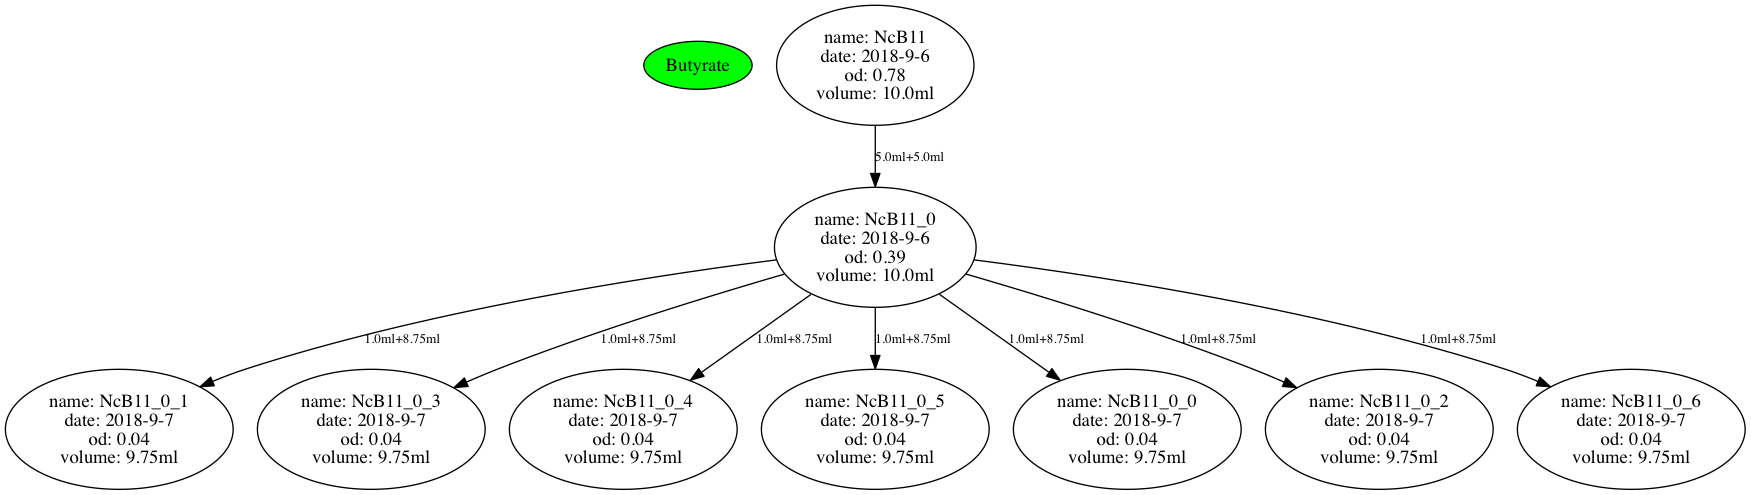 Butyrate
name: NcB11
date: 2018-9-6
od: 0.78
volume: 10.0ml
5.0ml+5.0ml
name: NcB11_0
date: 2018-9-6
od: 0.39
volume: 10.0ml
1.0ml+8.75ml
1.0ml+8.75ml
1.0ml+8.75ml
1.0ml+8.75ml
1.0ml+8.75ml
1.0ml+8.75ml
1.0ml+8.75ml
name: NcB11_0_1
date: 2018-9-7
od: 0.04
volume: 9.75ml
name: NcB11_0_3
date: 2018-9-7
od: 0.04
volume: 9.75ml
name: NcB11_0_4
date: 2018-9-7
od: 0.04
volume: 9.75ml
name: NcB11_0_5
date: 2018-9-7
od: 0.04
volume: 9.75ml
name: NcB11_0_0
date: 2018-9-7
od: 0.04
volume: 9.75ml
name: NcB11_0_2
date: 2018-9-7
od: 0.04
volume: 9.75ml
name: NcB11_0_6
date: 2018-9-7
od: 0.04
volume: 9.75ml